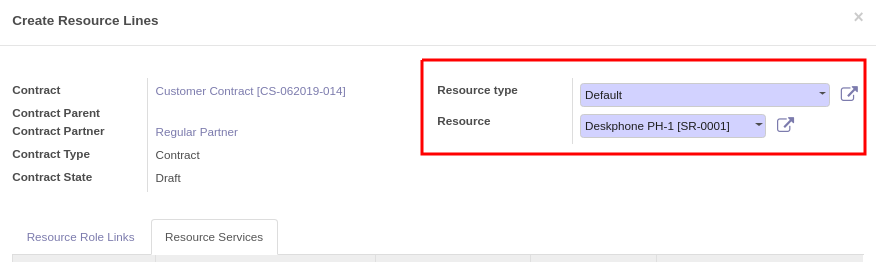 Create Resource Lines
×
Contract Customer Contract [CS-062019-014]
Contract Parent
Contract Partner Regular Partner
Contract Type Contract
Contract State Draft
Resource type Default
Resource Deskphone PH-1 [SR-0001]
Resource Role Links Resource Services